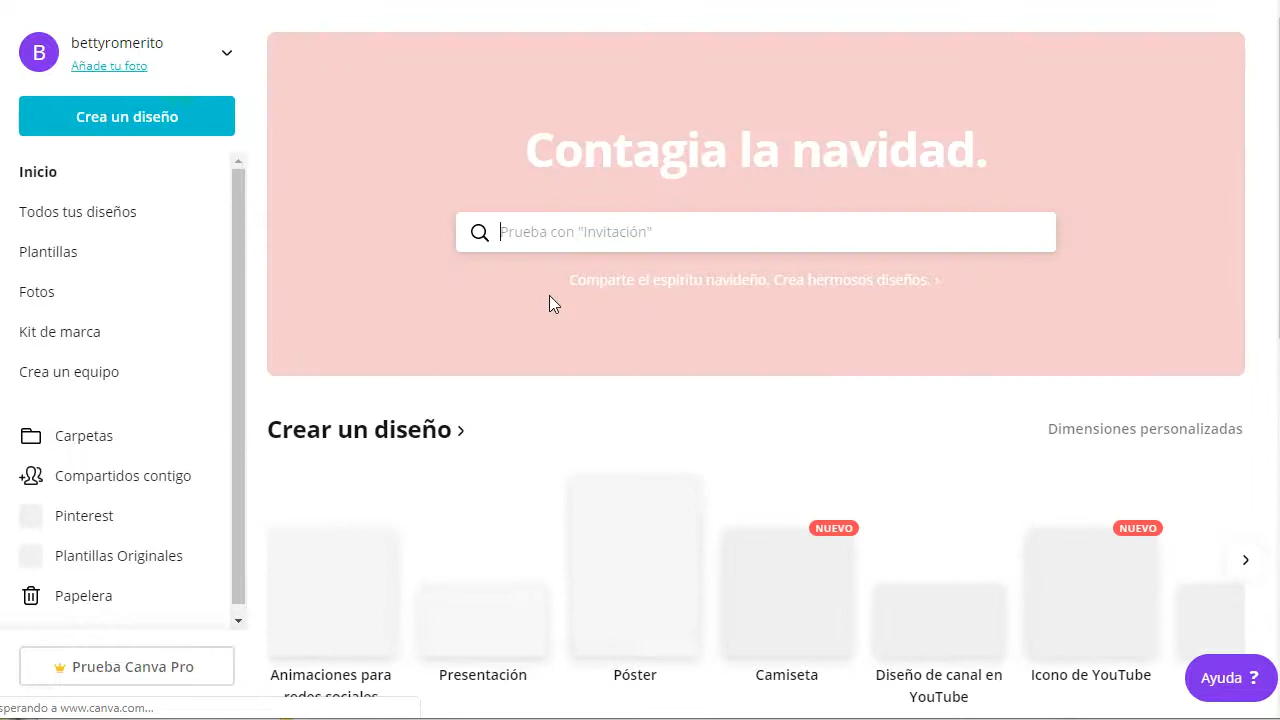 B
bettyromerito
Añade tu foto
Crea un diseño
Inicio
Todos tus diseños
Plantillas
Fotos
Kit de marca
Crea un equipo
Carpetas
Compartidos contigo
Pinterest
Plantillas Originales
Papelera
Prueba Canva Pro
sperando a www.canva.com...
Contagia la navidad.
Prueba con "Invitación"
Comparte el espíritu navideño. Crea hermosos diseños. ›
Crear un diseño ›
Dimensiones personalizadas
NUEVO
NUEVO
Animaciones para
redes sociales
Presentación
Póster
Camiseta
Diseño de canal en
YouTube
Icono de YouTube
Ayuda ?